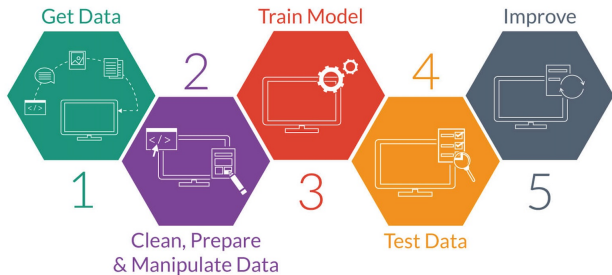 Get Data
1
</>
2
</>
Clean, Prepare
& Manipulate Data
Train Model
3
4
Test Data
Improve
5